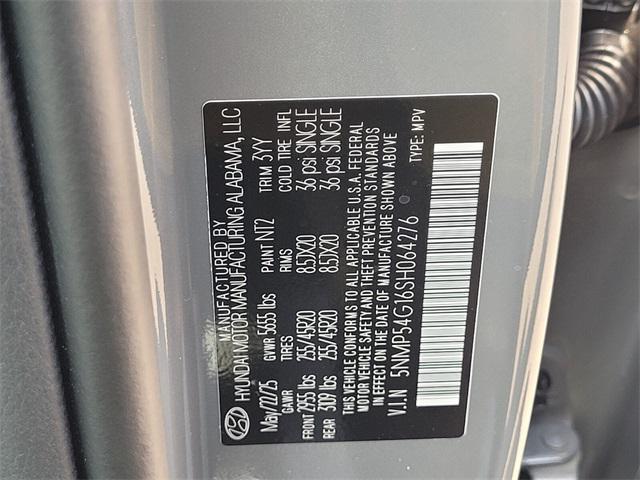 MANUFACTURED BY
HYUNDAI MOTOR MANUFACTURING ALABAMA, LLC
May/22/25 GVWR 5655 lbs PAINT NT2 TRIM 3YY
GAWR TIRES RIMS COLD TIRE INFL
FRONT 2955 lbs 255/45R20 8.5JX20 36 psi SINGLE
REAR 3109 lbs 255/45R20 8.5JX20 36 psi SINGLE
THIS VEHICLE CONFORMS TO ALL APPLICABLE U.S.A. FEDERAL
MOTOR VEHICLE SAFETY AND THEFT PREVENTION STANDARDS
IN EFFECT ON THE DATE OF MANUFACTURE SHOWN ABOVE
V.I.N 5NMP54G16SH064276 TYPE: MPV